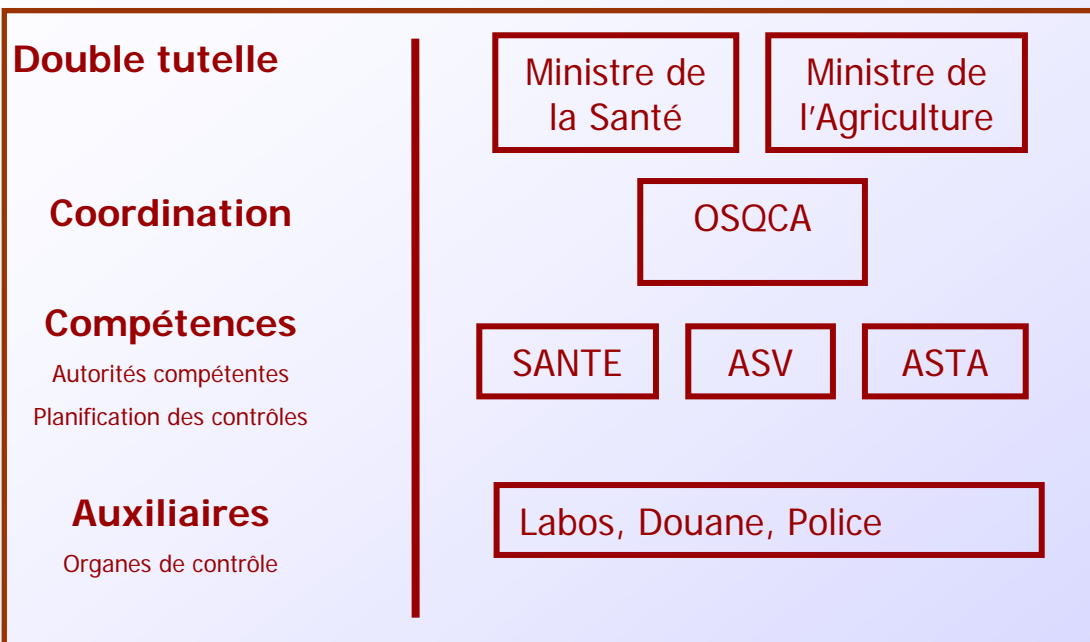 Double tutelle
Ministre de
la Santé
Ministre de
l'Agriculture
Coordination
OSQCA
Compétences
Autorités compétentes
Planification des contrôles
SANTE
ASV
ASTA
Auxiliaires
Organes de contrôle
Labos, Douane, Police